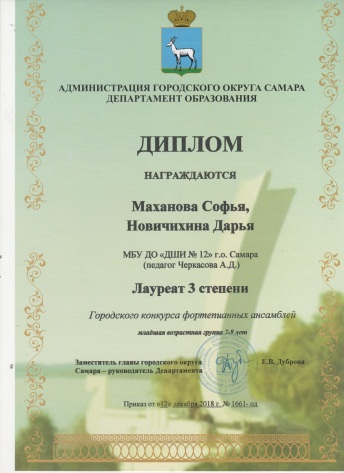 АДМИНИСТРАЦИЯ ГОРОДСКОГО ОКРУГА САМАРА
ДЕПАРТАМЕНТ ОБРАЗОВАНИЯ
ДИПЛОМ
НАГРАЖДАЮТСЯ
Маханова Софья,
Новичихина Дарья
МБУ ДО «ДШИ № 12» г.о. Самара
(педагог Черкасова А.Д.)
Лауреат 3 степени
Городского конкурса фортепианных ансамблей
младшая возрастная группа 7-9 лет
Заместитель главы городского округа
Самара – руководитель Департамента
Е.В. Дуброва
Приказ от «12» декабря 2018 г. № 1661- од